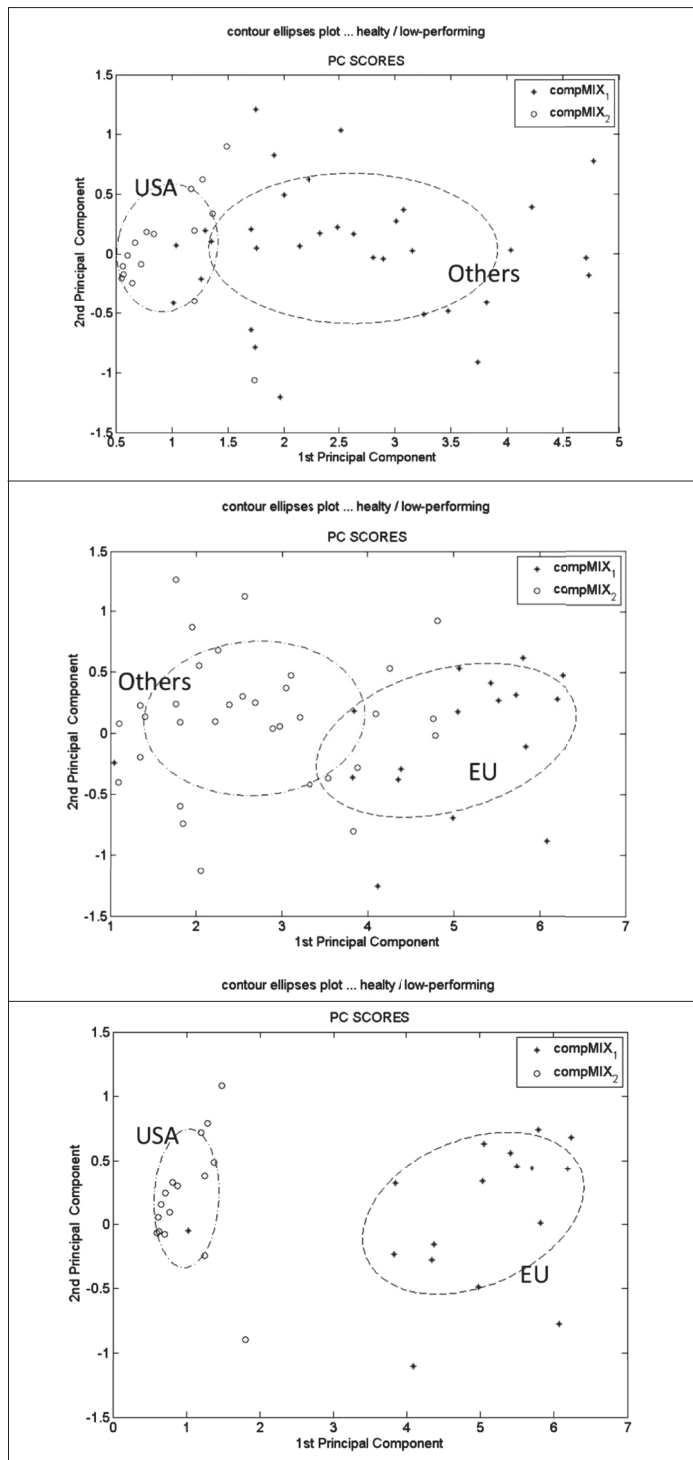 contour ellipses plot ... healty / low-performing
PC SCORES
compMIX1
compMIX2
USA
Others
1.5
1
0.5
0
-0.5
-1
-1.5
2nd Principal Component
0.5 1 1.5 2 2.5 3 3.5 4 4.5 5
1st Principal Component
contour ellipses plot ... healty / low-performing
PC SCORES
compMIX1
compMIX2
Others
EU
1.5
1
0.5
0
-0.5
-1
-1.5
2nd Principal Component
1 2 3 4 5 6 7
1st Principal Component
contour ellipses plot ... healty / low-performing
PC SCORES
compMIX1
compMIX2
USA
EU
1.5
1
0.5
0
-0.5
-1
-1.5
2nd Principal Component
0 1 2 3 4 5 6 7
1st Principal Component